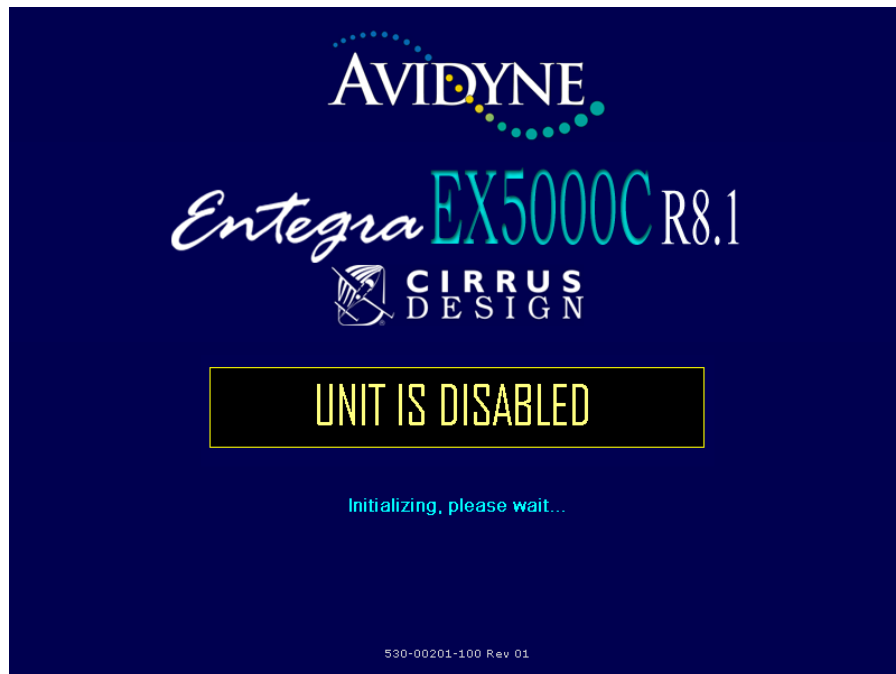 AVIDYNE
Entegra EX5000C R8.1
CIRRUS
DESIGN
UNIT IS DISABLED
Initializing, please wait...
530-00201-100 Rev 01